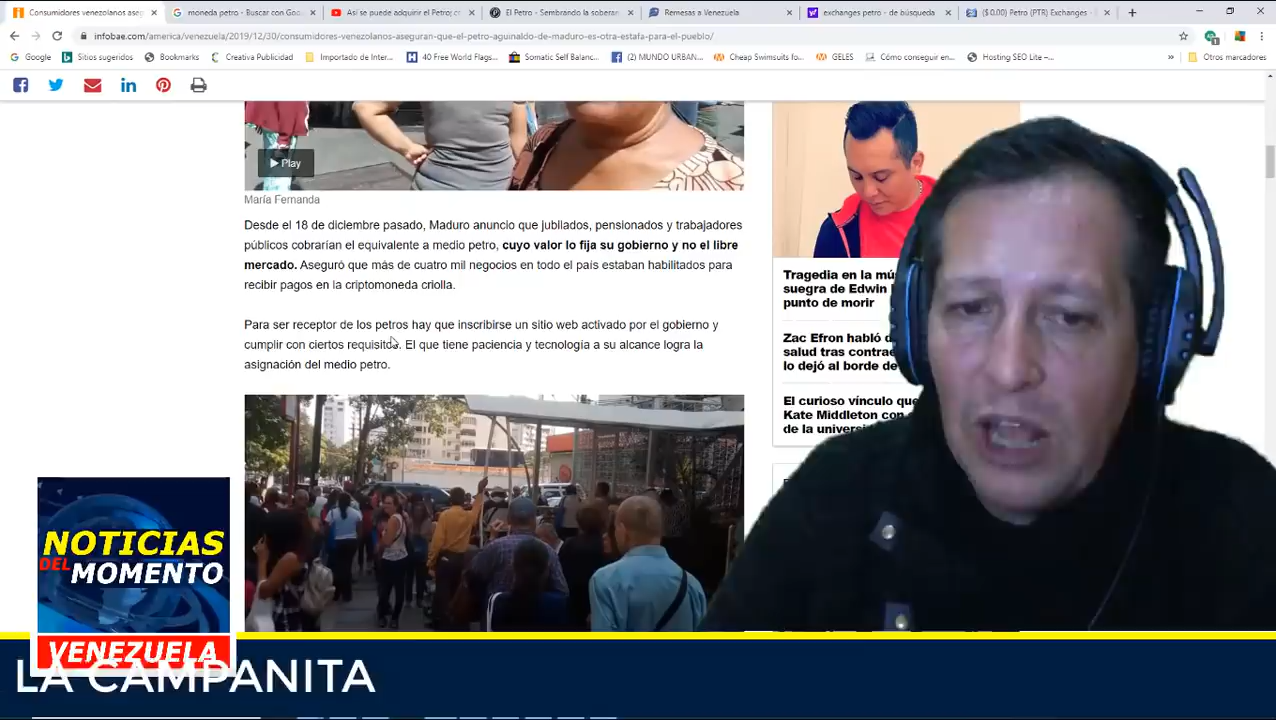 Consumidores venezolanos aseg
moneda petro - Buscar con Goo
Así se puede adquirir el Petro; c
El Petro - Sembrando la soberan
Remesas a Venezuela
exchanges petro - de búsqueda
($ 0.00) Petro (PTR) Exchanges -
infobae.com/america/venezuela/2019/12/30/consumidores-venezolanos-aseguran-que-el-petro-aguinaldo-de-maduro-es-otra-estafa-para-el-pueblo/
Google
Sitios sugeridos
Bookmarks
Creativa Publicidad
Importado de Inter...
40 Free World Flags...
Somatic Self Balanc...
(2) MUNDO URBAN...
Cheap Swimsuits fo...
GELES
Cómo conseguir en...
Hosting SEO Lite –...
»
Otros marcadores
Play
María Fernanda
Desde el 18 de diciembre pasado, Maduro anuncio que jubilados, pensionados y trabajadores
públicos cobrarían el equivalente a medio petro, cuyo valor lo fija su gobierno y no el libre
mercado. Aseguró que más de cuatro mil negocios en todo el país estaban habilitados para
recibir pagos en la criptomoneda criolla.
Para ser receptor de los petros hay que inscribirse un sitio web activado por el gobierno y
cumplir con ciertos requisitos. El que tiene paciencia y tecnología a su alcance logra la
asignación del medio petro.
Tragedia en la mú
suegra de Edwin
punto de morir
Zac Efron habló d
salud tras contrae
lo dejó al borde de
El curioso vínculo que
Kate Middleton con
de la universi
NOTICIAS
DEL
MOMENTO
VENEZUELA
LA CAMPANITA